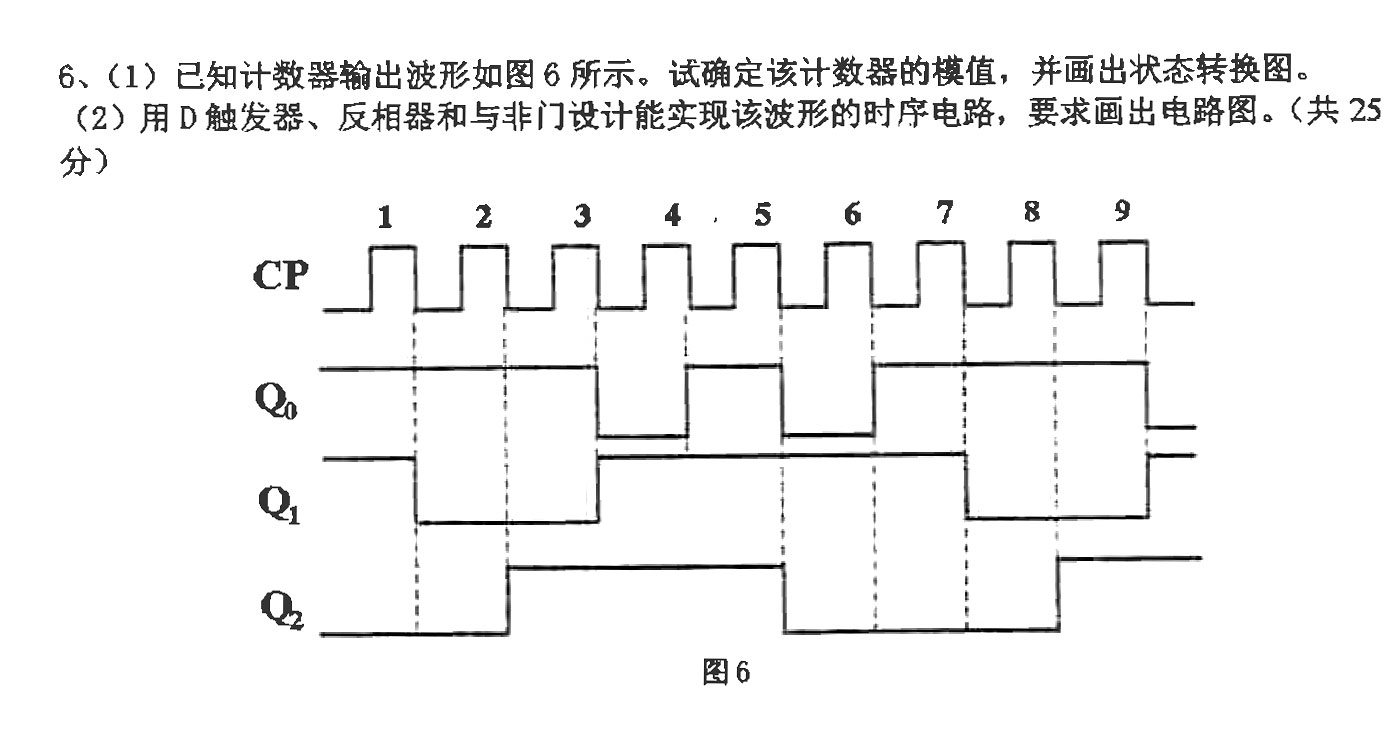 6、（1）已知计数器输出波形如图 6 所示。试确定该计数器的模值，并画出状态转换图。
（2）用 D 触发器、反相器和与非门设计能实现该波形的时序电路，要求画出电路图。（共 25
分）
1 2 3 4 5 6 7 8 9
CP
Q₀
Q₁
Q₂
图 6